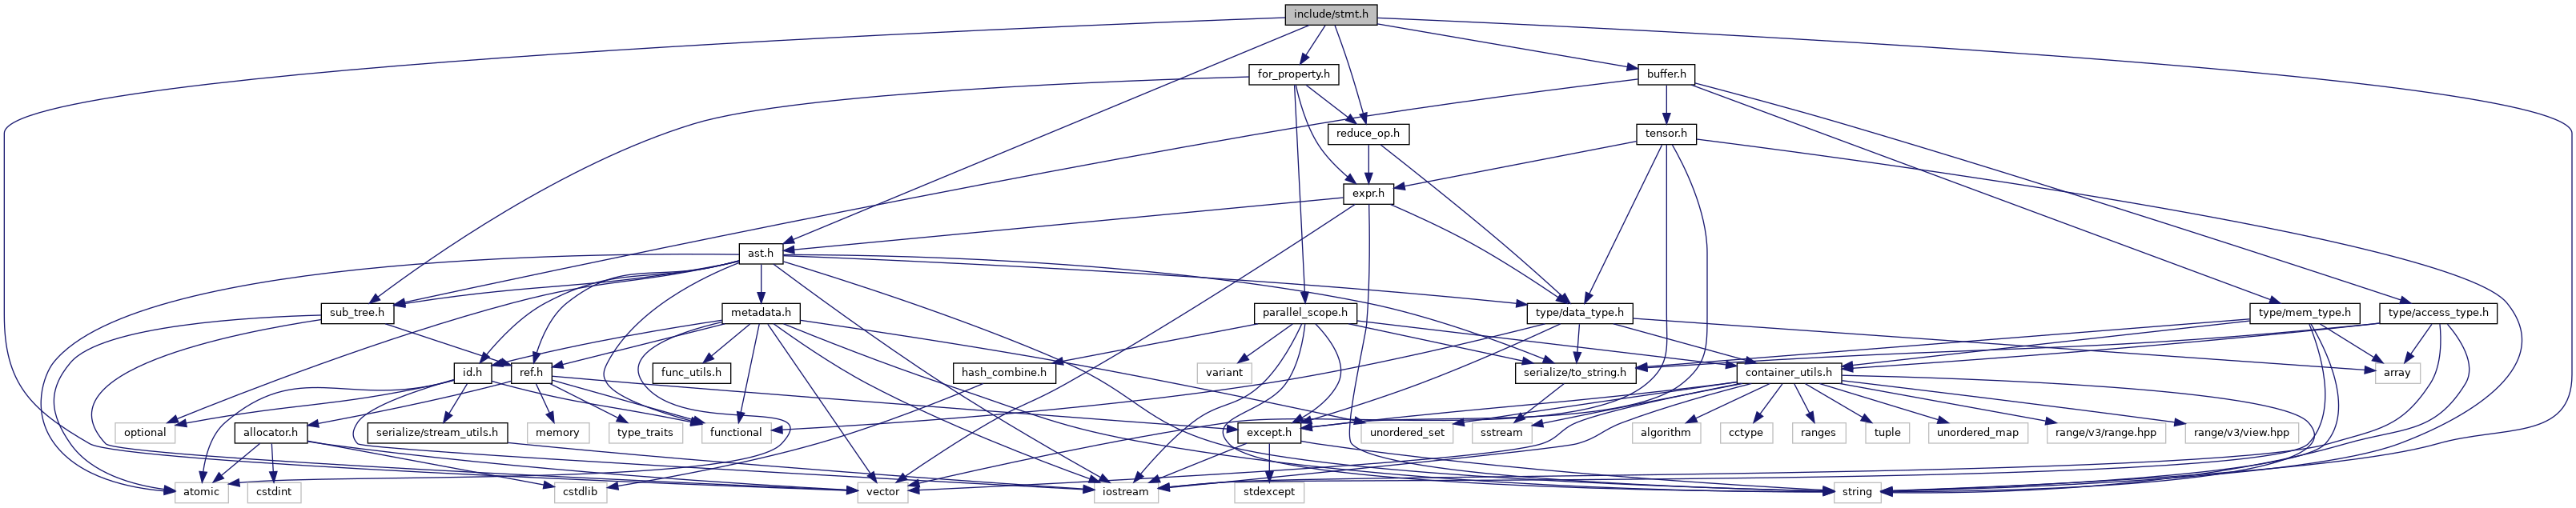 include/stmt.h
for_property.h
buffer.h
reduce_op.h
tensor.h
expr.h
ast.h
sub_tree.h
metadata.h
parallel_scope.h
type/data_type.h
type/mem_type.h
type/access_type.h
id.h
ref.h
func_utils.h
hash_combine.h
variant
serialize/to_string.h
container_utils.h
array
optional
allocator.h
serialize/stream_utils.h
memory
type_traits
functional
except.h
unordered_set
sstream
algorithm
cctype
ranges
tuple
unordered_map
range/v3/range.hpp
range/v3/view.hpp
atomic
cstdint
cstdlib
vector
iostream
stdexcept
string